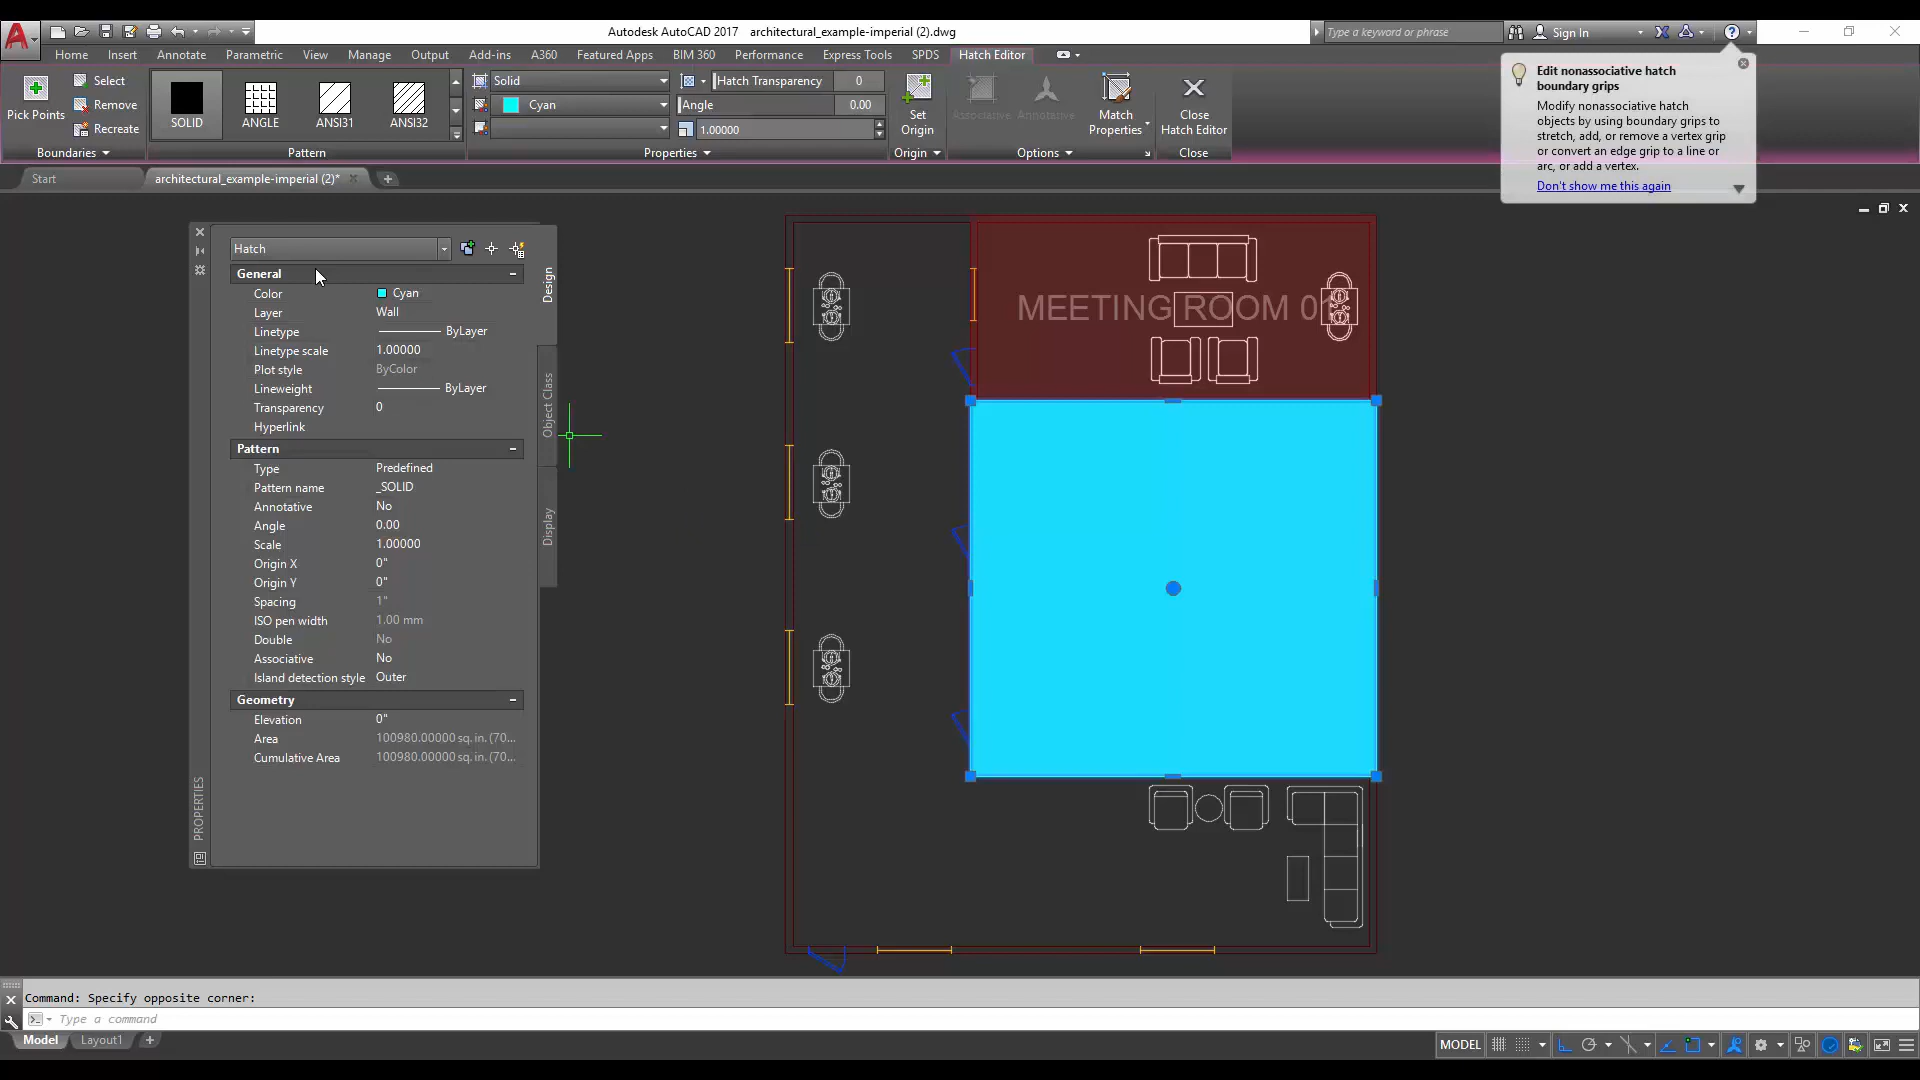 Autodesk AutoCAD 2017 architectural_example-imperial (2).dwg
Type a keyword or phrase
Sign In
Home Insert Annotate Parametric View Manage Output Add-ins A360 Featured Apps BIM 360 Performance Express Tools SPDS Hatch Editor
Pick Points
Select
Remove
Recreate
Boundaries
SOLID
ANGLE
ANSI31
ANSI32
Pattern
Solid
Cyan
Hatch Transparency 0
Angle 0.00
1.00000
Properties
Set
Origin
Origin
Associative
Annotative
Match
Properties
Options
Close
Hatch Editor
Close
Edit nonassociative hatch
boundary grips
Modify nonassociative hatch
objects by using boundary grips to
stretch, add, or remove a vertex grip
or convert an edge grip to a line or
arc, or add a vertex.
Don't show me this again
Start
architectural_example-imperial (2)*
Hatch
General
Color Cyan
Layer Wall
Linetype ByLayer
Linetype scale 1.00000
Plot style ByColor
Lineweight ByLayer
Transparency 0
Hyperlink
Pattern
Type Predefined
Pattern name _SOLID
Annotative No
Angle 0.00
Scale 1.00000
Origin X 0"
Origin Y 0"
Spacing 1"
ISO pen width 1.00 mm
Double No
Associative No
Island detection style Outer
Geometry
Elevation 0"
Area 100980.00000 sq. in. (70...
Cumulative Area 100980.00000 sq. in. (70...
Design
Object Class
Display
PROPERTIES
MEETING ROOM 01
Command: Specify opposite corner:
Type a command
Model Layout1
MODEL